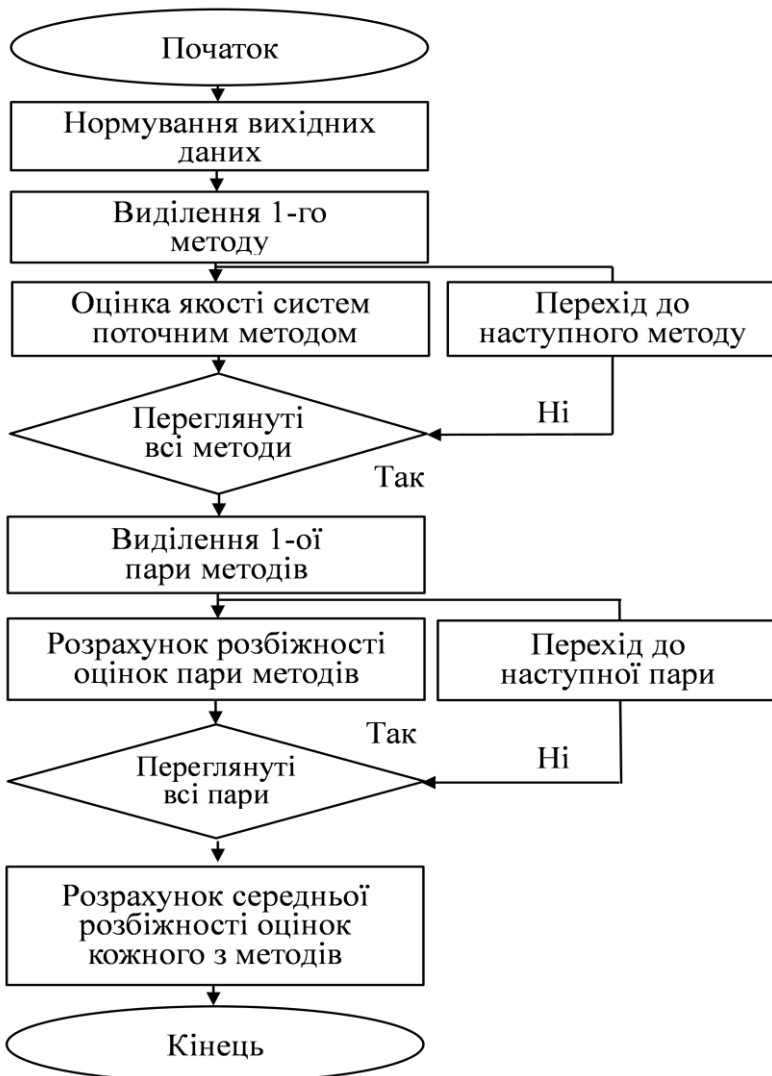 Початок
Нормування вихідних
даних
Виділення 1-го
методу
Оцінка якості систем
поточним методом
Перехід до
наступного методу
Переглянуті
всі методи
Ні
Так
Виділення 1-ої
пари методів
Розрахунок розбіжності
оцінок пари методів
Перехід до
наступної пари
Так
Ні
Переглянуті
всі пари
Розрахунок середньої
розбіжності оцінок
кожного з методів
Кінець